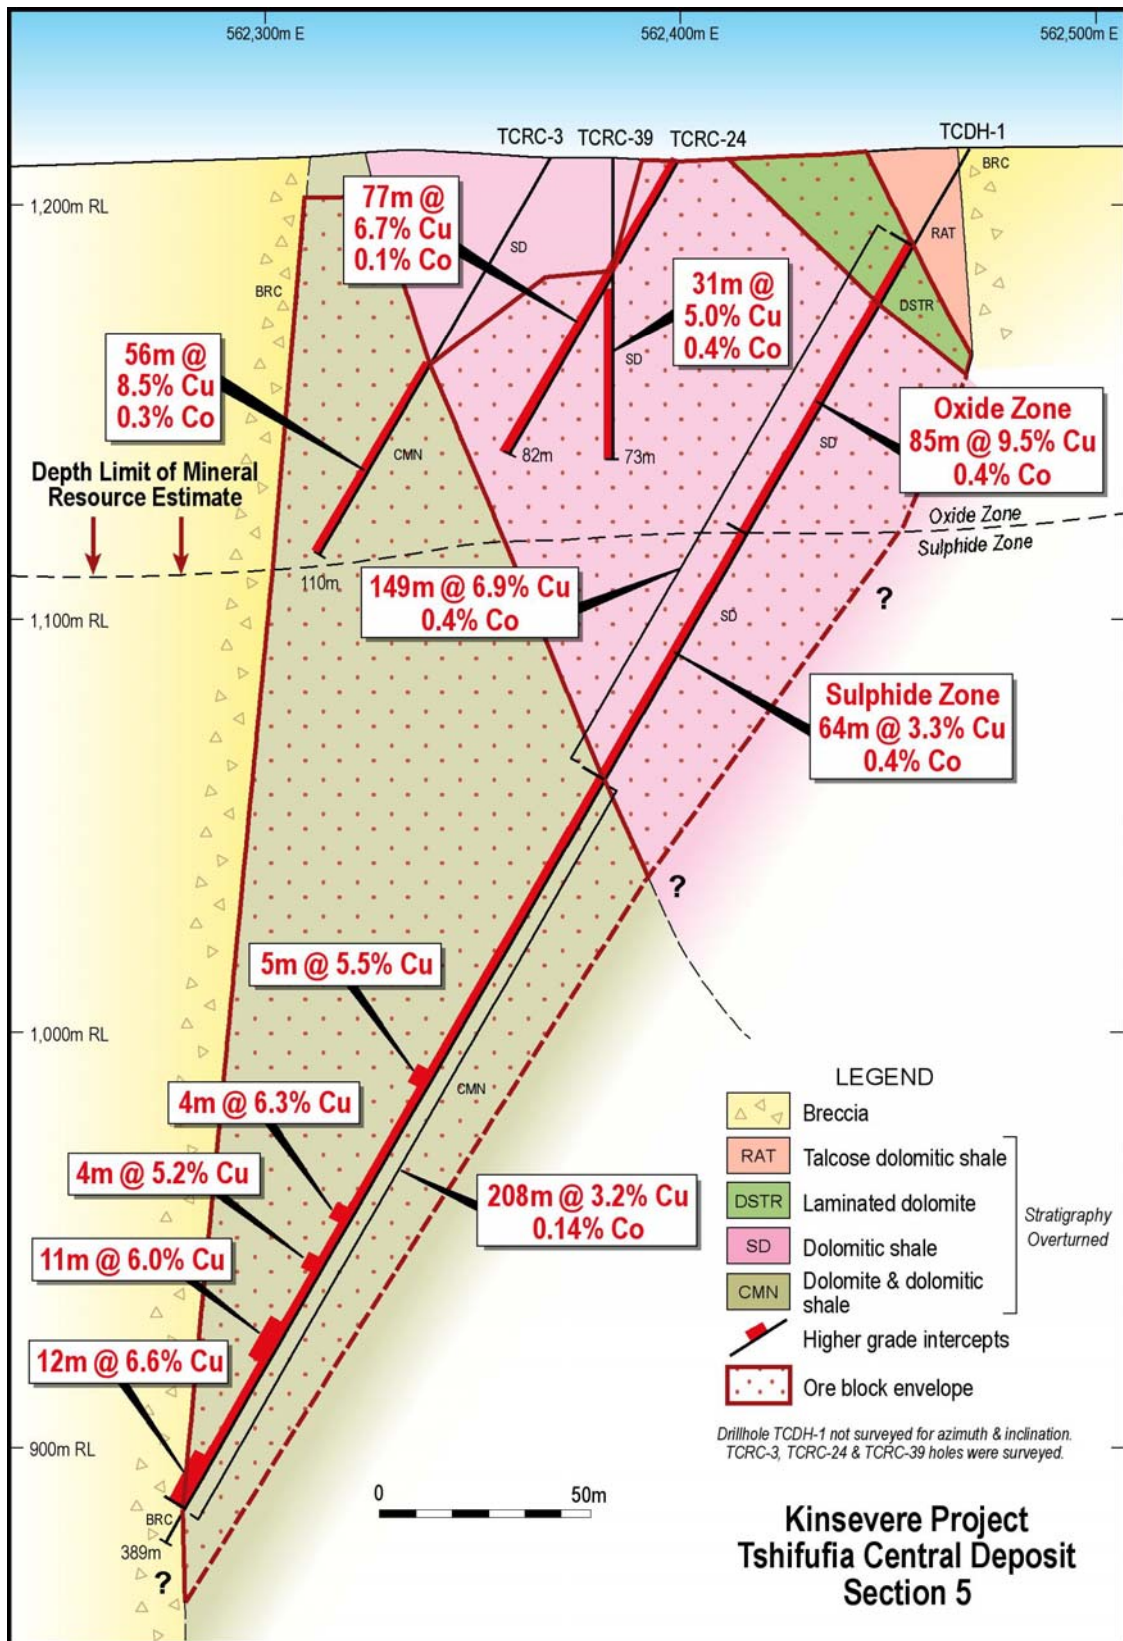 562,300m E
562,400m E
562,500m E
TCRC-3
TCRC-39
TCRC-24
TCDH-1
BRC
1,200m RL
77m @
6.7% Cu
0.1% Co
SD
RAT
BRC
31m @
5.0% Cu
0.4% Co
DSTR
SD
56m @
8.5% Cu
0.3% Co
Oxide Zone
85m @ 9.5% Cu
0.4% Co
SD
CMN
82m
73m
Depth Limit of Mineral
Resource Estimate
Oxide Zone
Sulphide Zone
110m
149m @ 6.9% Cu
0.4% Co
?
1,100m RL
SD
Sulphide Zone
64m @ 3.3% Cu
0.4% Co
?
5m @ 5.5% Cu
1,000m RL
CMN
4m @ 6.3% Cu
4m @ 5.2% Cu
208m @ 3.2% Cu
0.14% Co
11m @ 6.0% Cu
12m @ 6.6% Cu
900m RL
BRC
389m
?
LEGEND
Breccia
RAT Talcose dolomitic shale
DSTR Laminated dolomite
SD Dolomitic shale
CMN Dolomite & dolomitic
shale
Stratigraphy
Overturned
Higher grade intercepts
Ore block envelope
Drillhole TCDH-1 not surveyed for azimuth & inclination.
TCRC-3, TCRC-24 & TCRC-39 holes were surveyed.
0 50m
Kinsevere Project
Tshifufia Central Deposit
Section 5